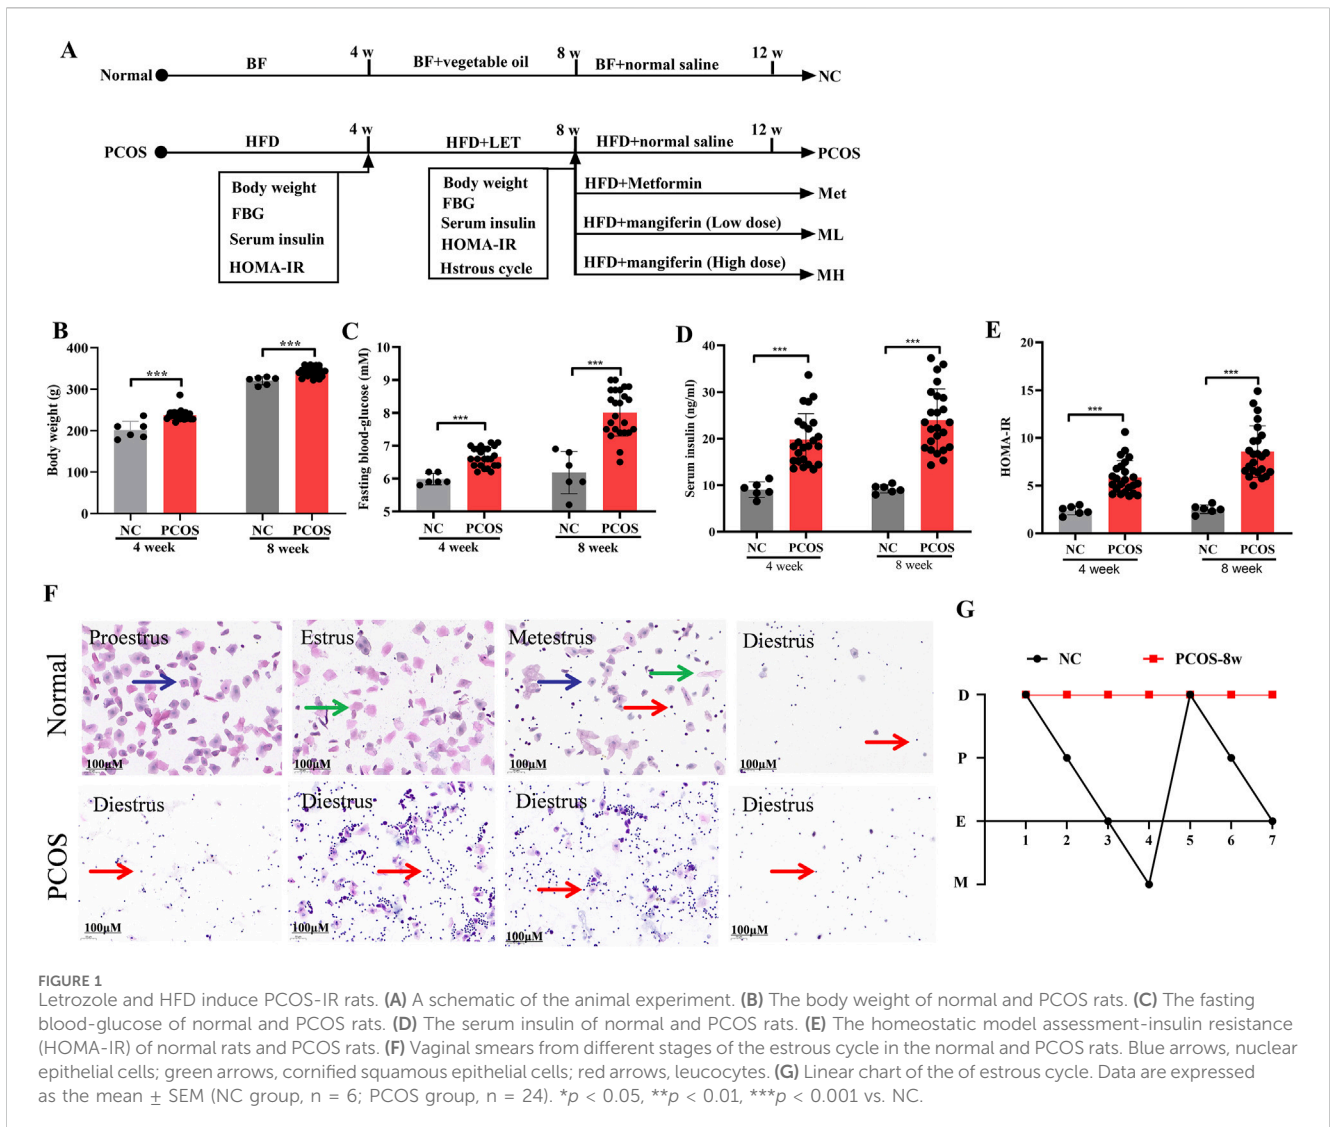 A
Normal
BF
4 w
BF+vegetable oil
8 w
BF+normal saline
12 w
NC
PCOS
HFD
4 w
HFD+LET
8 w
HFD+normal saline
12 w
PCOS
Body weight
FBG
Serum insulin
HOMA-IR
Body weight
FBG
Serum insulin
HOMA-IR
Hstrous cycle
HFD+Metformin
Met
HFD+mangiferin (Low dose)
ML
HFD+mangiferin (High dose)
MH
B
Body weight (g)
400
300
200
100
0
***
***
NC
PCOS
NC
PCOS
4 week
8 week
C
Fasting blood-glucose (mM)
10
9
8
7
6
5
***
***
NC
PCOS
NC
PCOS
4 week
8 week
D
Serum insulin (ng/ml)
40
30
20
10
0
***
***
NC
PCOS
NC
PCOS
4 week
8 week
E
HOMA-IR
20
15
10
5
0
***
***
NC
PCOS
NC
PCOS
4 week
8 week
F
Normal
Proestrus
100μM
Estrus
100μM
Metestrus
100μM
Diestrus
100μM
PCOS
Diestrus
100μM
Diestrus
100μM
Diestrus
100μM
Diestrus
100μM
G
NC
PCOS-8w
D
P
E
M
1
2
3
4
5
6
7
FIGURE 1
Letrozole and HFD induce PCOS-IR rats. (A) A schematic of the animal experiment. (B) The body weight of normal and PCOS rats. (C) The fasting
blood-glucose of normal and PCOS rats. (D) The serum insulin of normal and PCOS rats. (E) The homeostatic model assessment-insulin resistance
(HOMA-IR) of normal rats and PCOS rats. (F) Vaginal smears from different stages of the estrous cycle in the normal and PCOS rats. Blue arrows, nuclear
epithelial cells; green arrows, cornified squamous epithelial cells; red arrows, leucocytes. (G) Linear chart of the of estrous cycle. Data are expressed
as the mean ± SEM (NC group, n = 6; PCOS group, n = 24). *p < 0.05, **p < 0.01, ***p < 0.001 vs. NC.